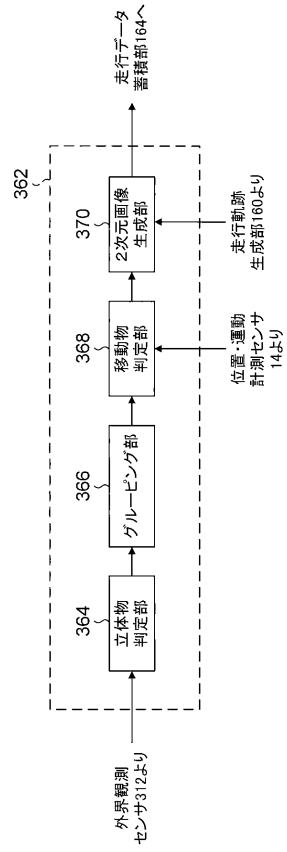 362
外界観測
センサ312より
364
立体物
判定部
366
グルーピング部
368
移動物
判定部
位置・運動
計測センサ
14より
370
2次元画像
生成部
走行軌跡
生成部160より
走行データ
蓄積部164へ